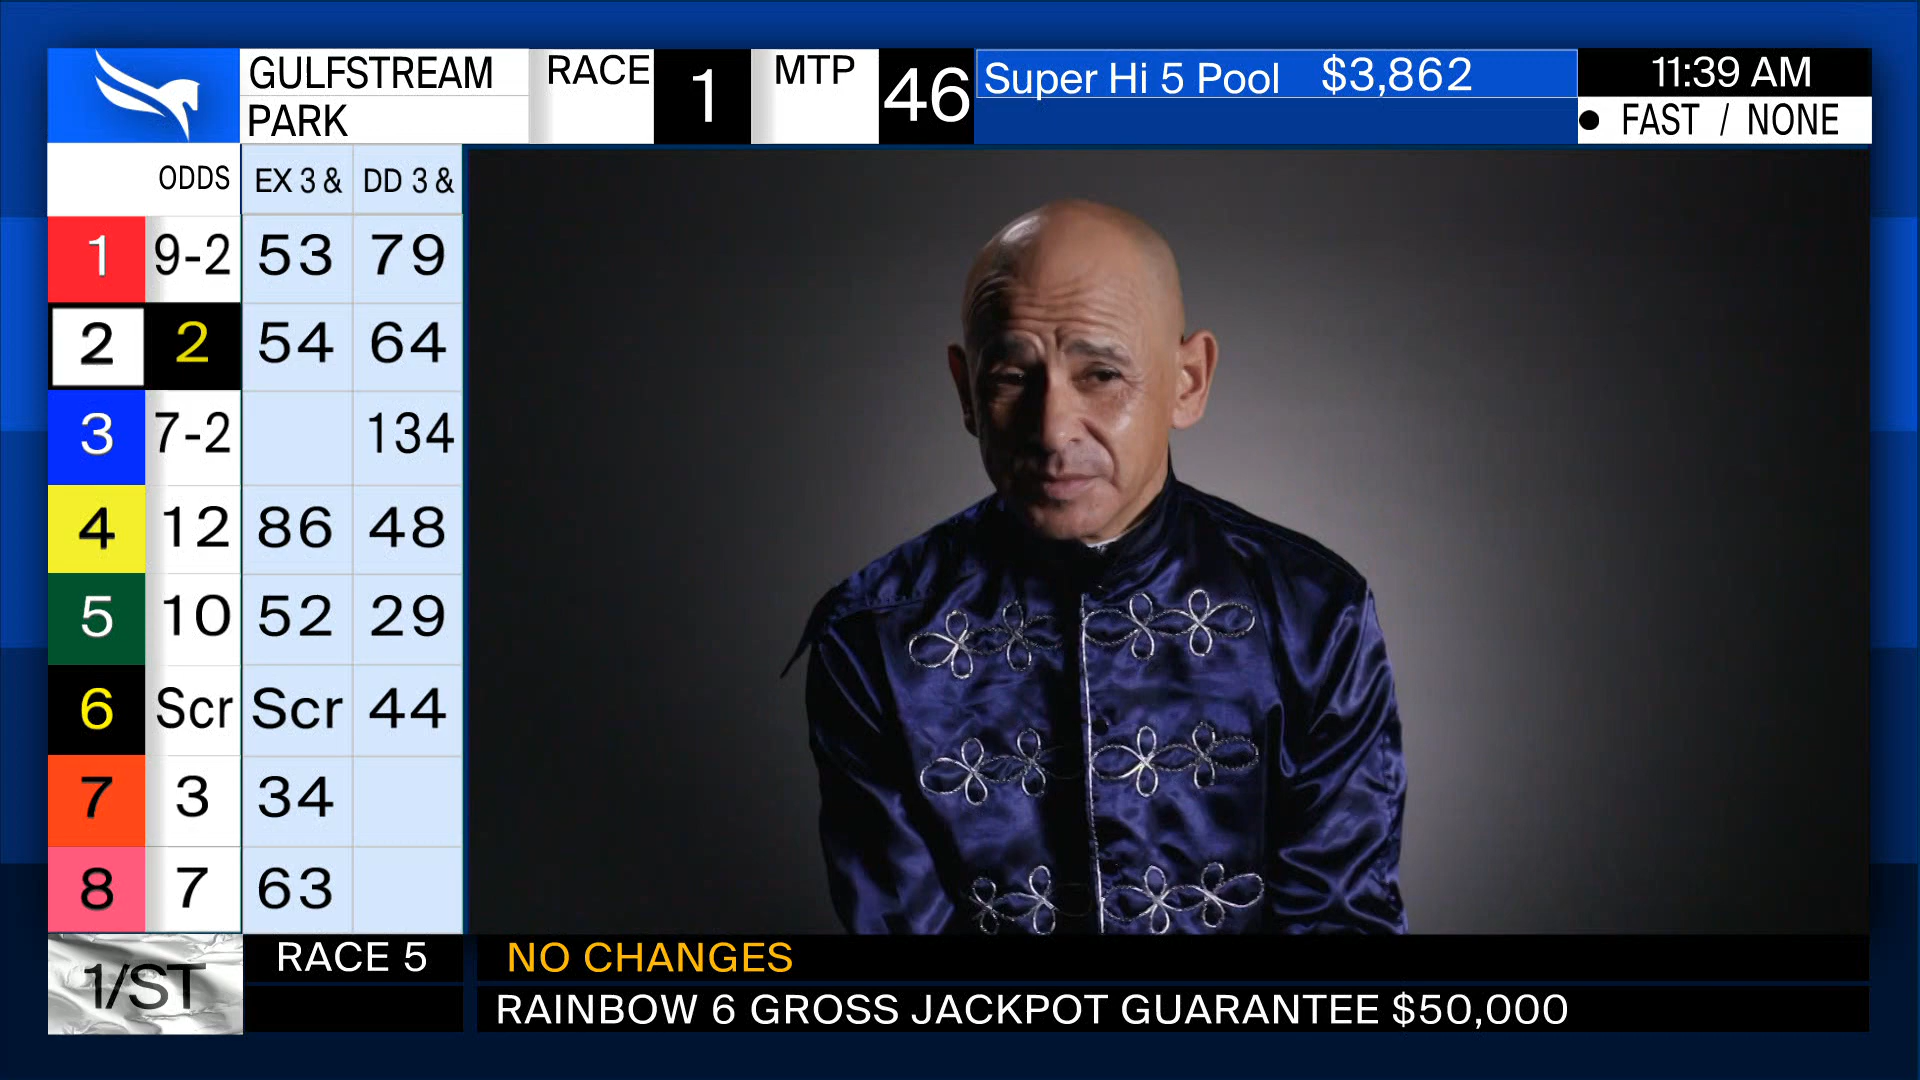 GULFSTREAM PARK RACE 1 MTP 46 Super Hi 5 Pool $3,862 11:39 AM
FAST / NONE
ODDS EX 3 & DD 3 &
1 9-2 53 79
2 2 54 64
3 7-2 134
4 12 86 48
5 10 52 29
6 Scr Scr 44
7 3 34
8 7 63
1/ST RACE 5 NO CHANGES
RAINBOW 6 GROSS JACKPOT GUARANTEE $50,000